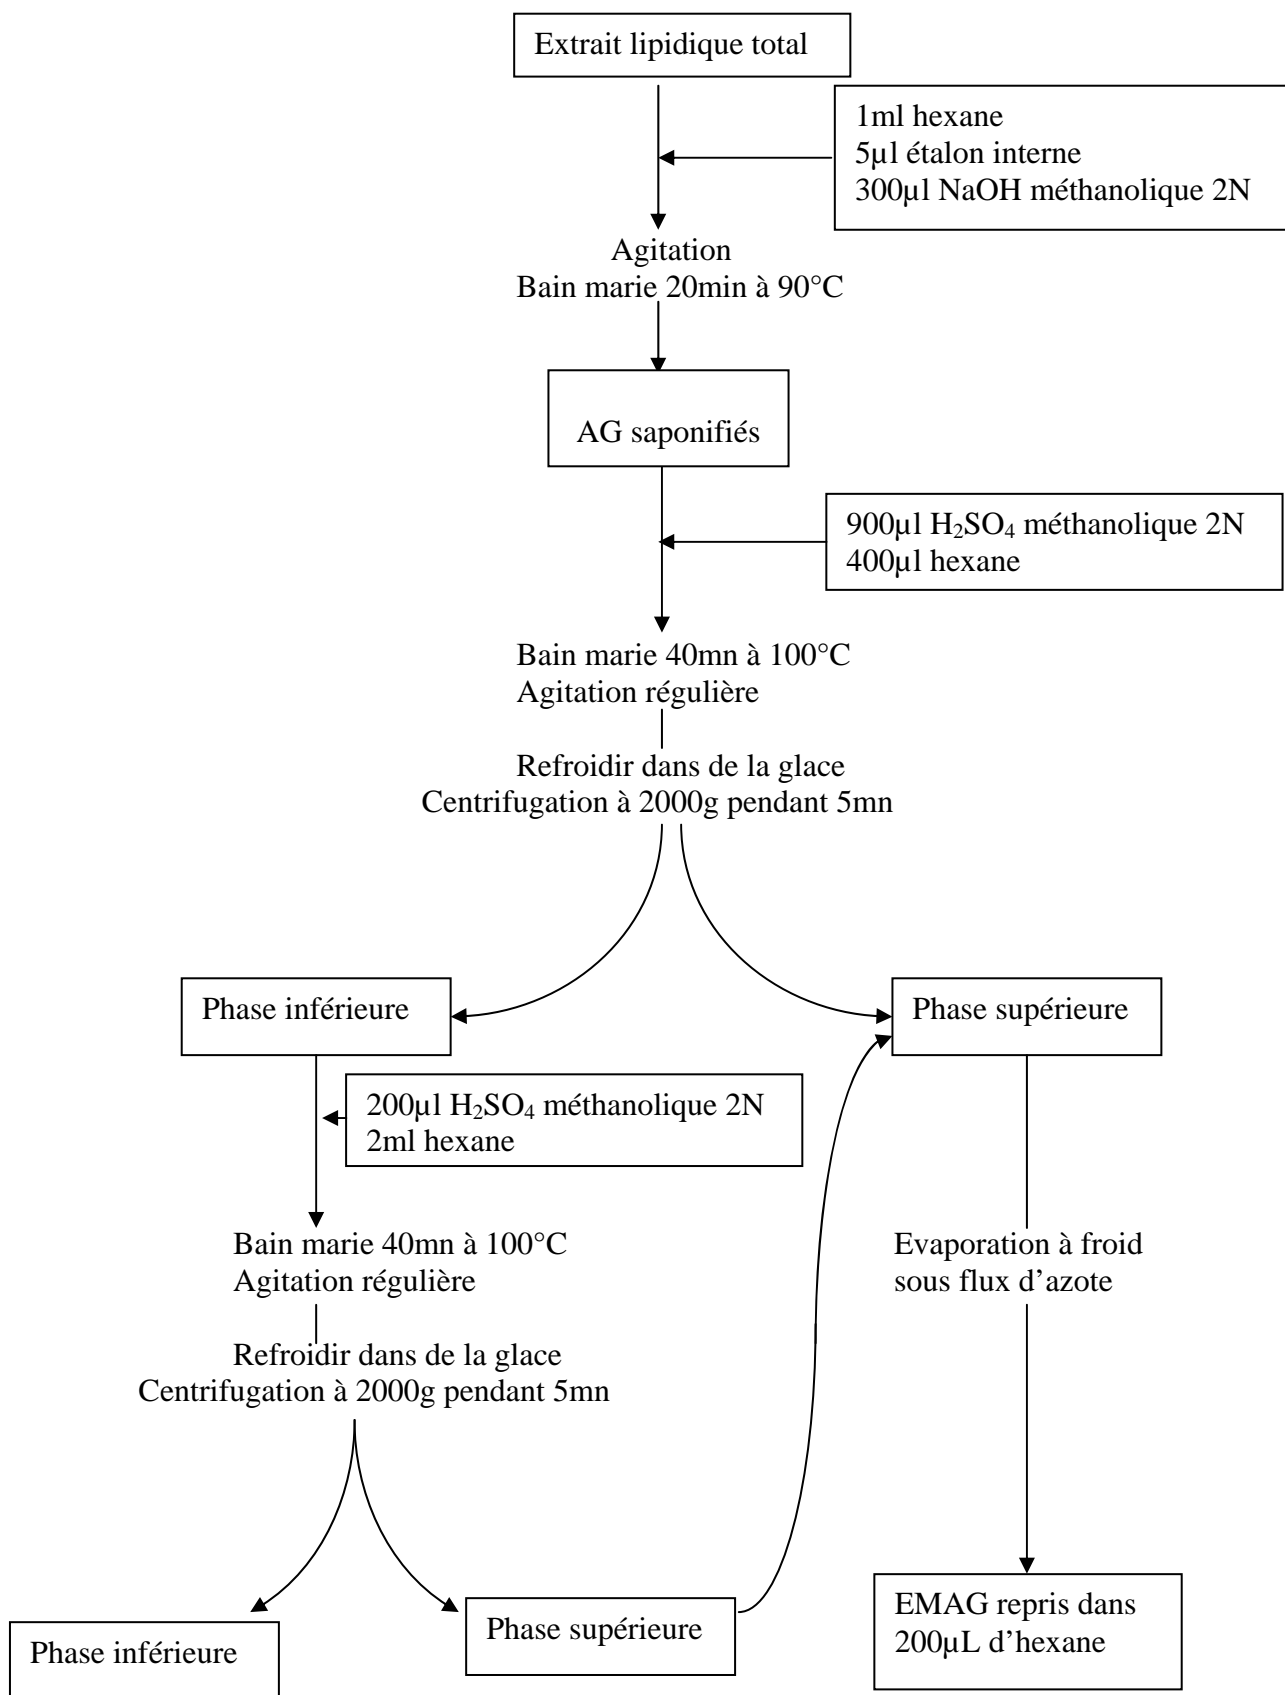 Extrait lipidique total
1ml hexane
5µl étalon interne
300µl NaOH méthanolique 2N
Agitation
Bain marie 20min à 90°C
AG saponifiés
900µl H₂SO₄ méthanolique 2N
400µl hexane
Bain marie 40mn à 100°C
Agitation régulière
Refroidir dans de la glace
Centrifugation à 2000g pendant 5mn
Phase inférieure
Phase supérieure
200µl H₂SO₄ méthanolique 2N
2ml hexane
Bain marie 40mn à 100°C
Agitation régulière
Evaporation à froid
sous flux d'azote
Refroidir dans de la glace
Centrifugation à 2000g pendant 5mn
Phase inférieure
Phase supérieure
EMAG repris dans
200µL d'hexane